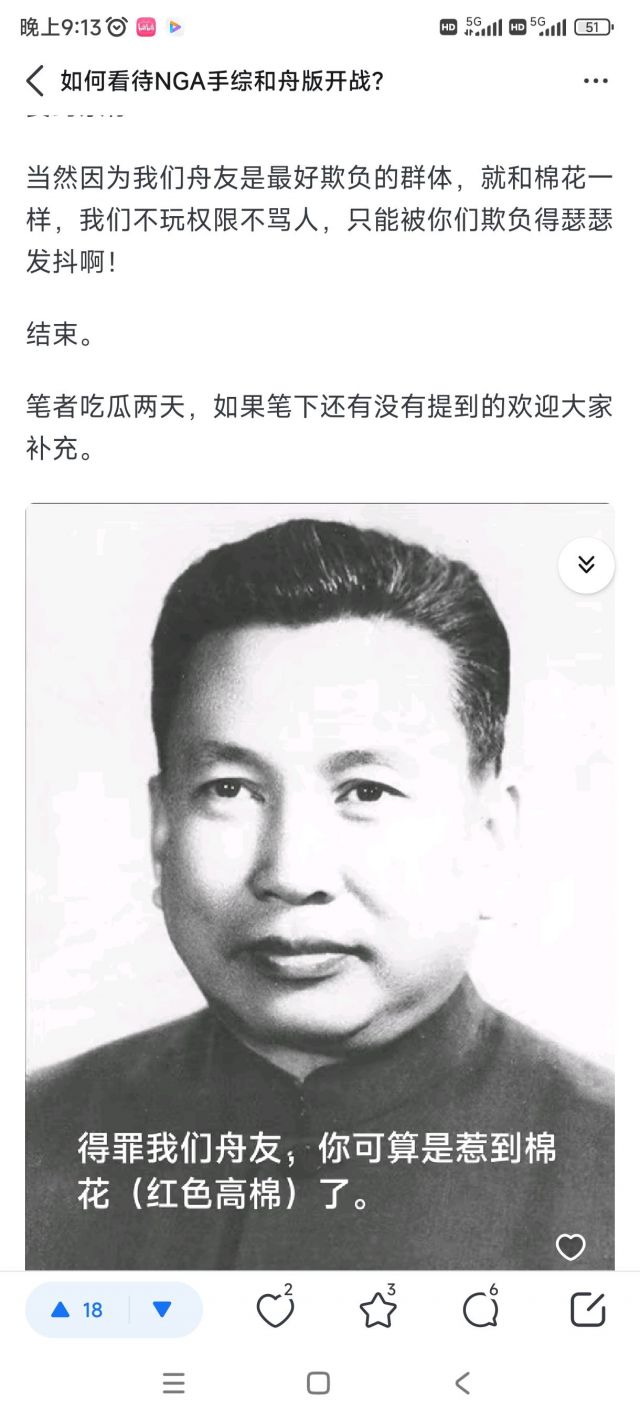 晚上9:13
HD 5G HD 5G 51
如何看待NGA手综和舟版开战?
当然因为我们舟友是最好欺负的群体，就和棉花一
样，我们不玩权限不骂人，只能被你们欺负得瑟瑟
发抖啊！
结束。
笔者吃瓜两天，如果笔下还有没有提到的欢迎大家
补充。
得罪我们舟友，你可算是惹到棉
花（红色高棉）了。
18 2 3 6